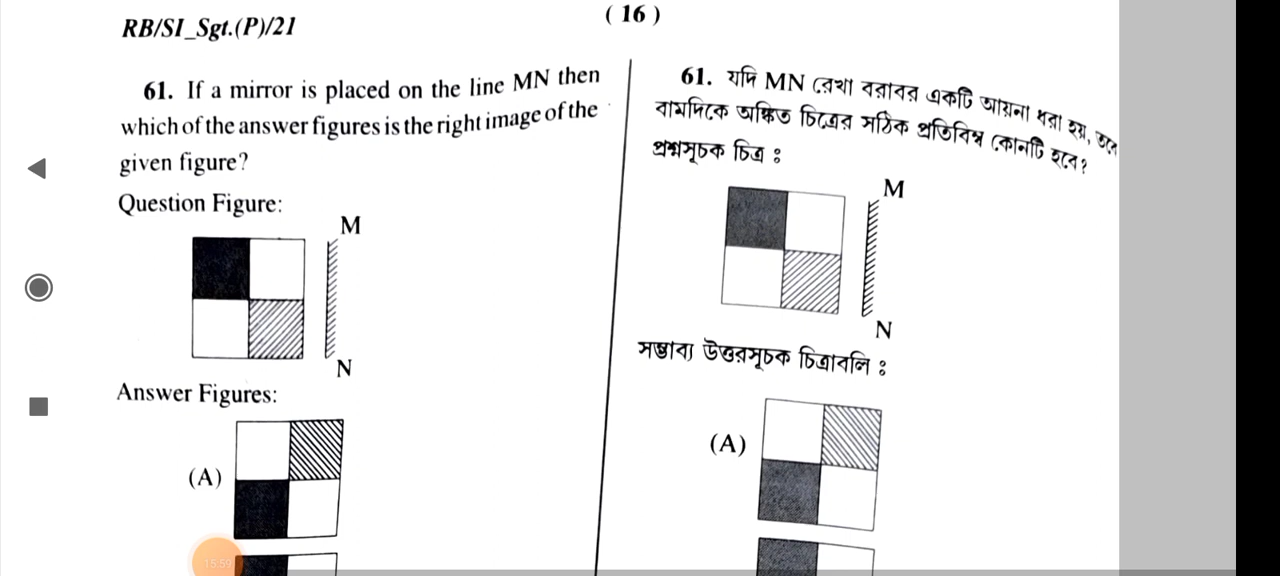 ( 16 )
RB/SI_Sgt.(P)/21
61. If a mirror is placed on the line MN then
which of the answer figures is the right image of the
given figure?
Question Figure:
M
N
Answer Figures:
(A)
15:59
61. যদি MN রেখা বরাবর একটি আয়না ধরা হয়, তবে
বামদিকে অঙ্কিত চিত্রের সঠিক প্রতিবিম্ব কোনটি হবে?
প্রশ্নসূচক চিত্র :
M
N
সম্ভাব্য উত্তরসূচক চিত্রাবলি :
(A)